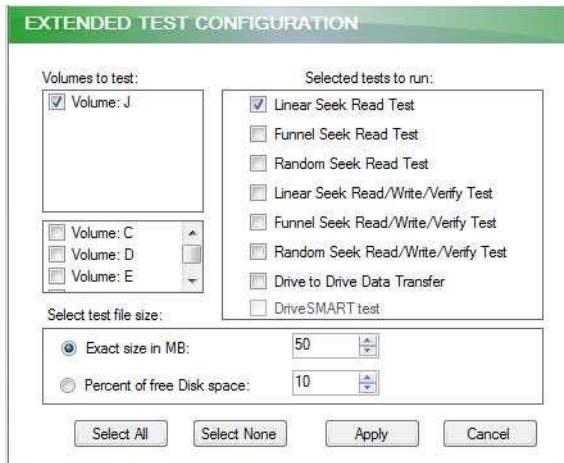 EXTENDED TEST CONFIGURATION
Volumes to test:
Volume: J
Volume: C
Volume: D
Volume: E
Selected tests to run:
Linear Seek Read Test
Funnel Seek Read Test
Random Seek Read Test
Linear Seek Read/Write/Verify Test
Funnel Seek Read/Write/Verify Test
Random Seek Read/Write/Verify Test
Drive to Drive Data Transfer
DriveSMART test
Select test file size:
Exact size in MB: 50
Percent of free Disk space: 10
Select All Select None Apply Cancel